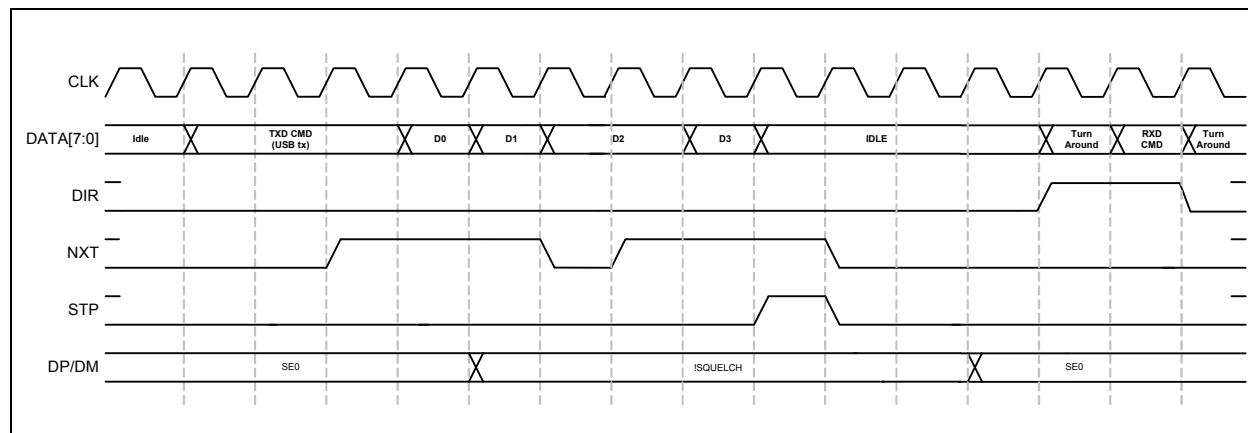 CLK
DATA[7:0]
Idle
TXD CMD
(USB tx)
D0
D1
D2
D3
IDLE
Turn
Around
RXD
CMD
Turn
Around
DIR
NXT
STP
DP/DM
SE0
!SQUELCH
SE0